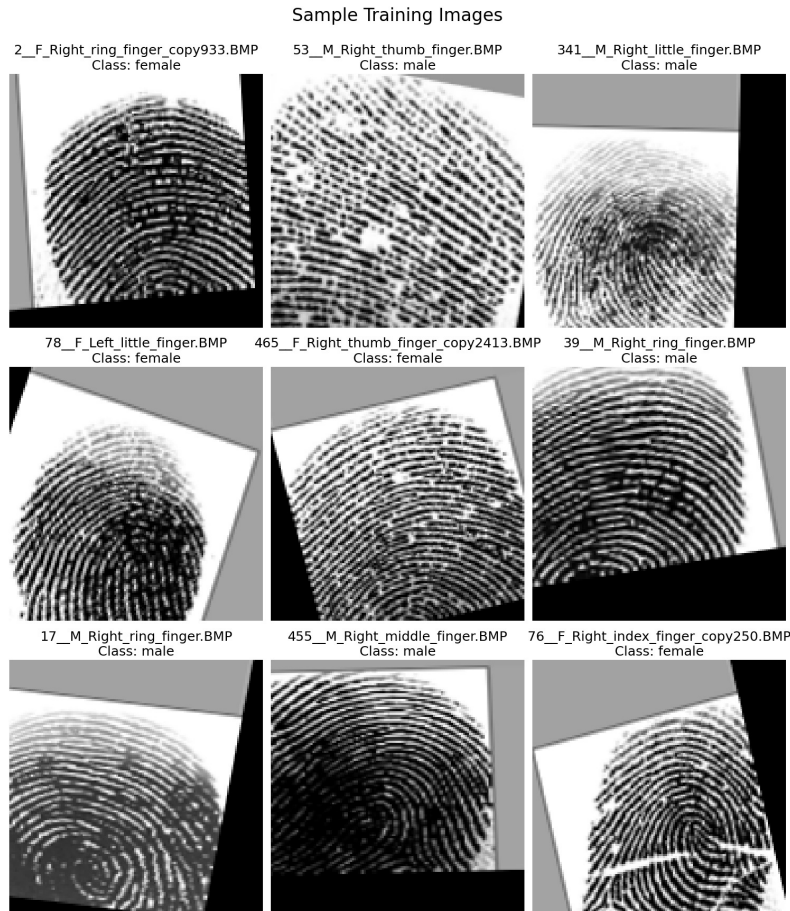 Sample Training Images
2__F_Right_ring_finger_copy933.BMP
Class: female
53__M_Right_thumb_finger.BMP
Class: male
341__M_Right_little_finger.BMP
Class: male
78__F_Left_little_finger.BMP
Class: female
465__F_Right_thumb_finger_copy2413.BMP
Class: female
39__M_Right_ring_finger.BMP
Class: male
17__M_Right_ring_finger.BMP
Class: male
455__M_Right_middle_finger.BMP
Class: male
76__F_Right_index_finger_copy250.BMP
Class: female